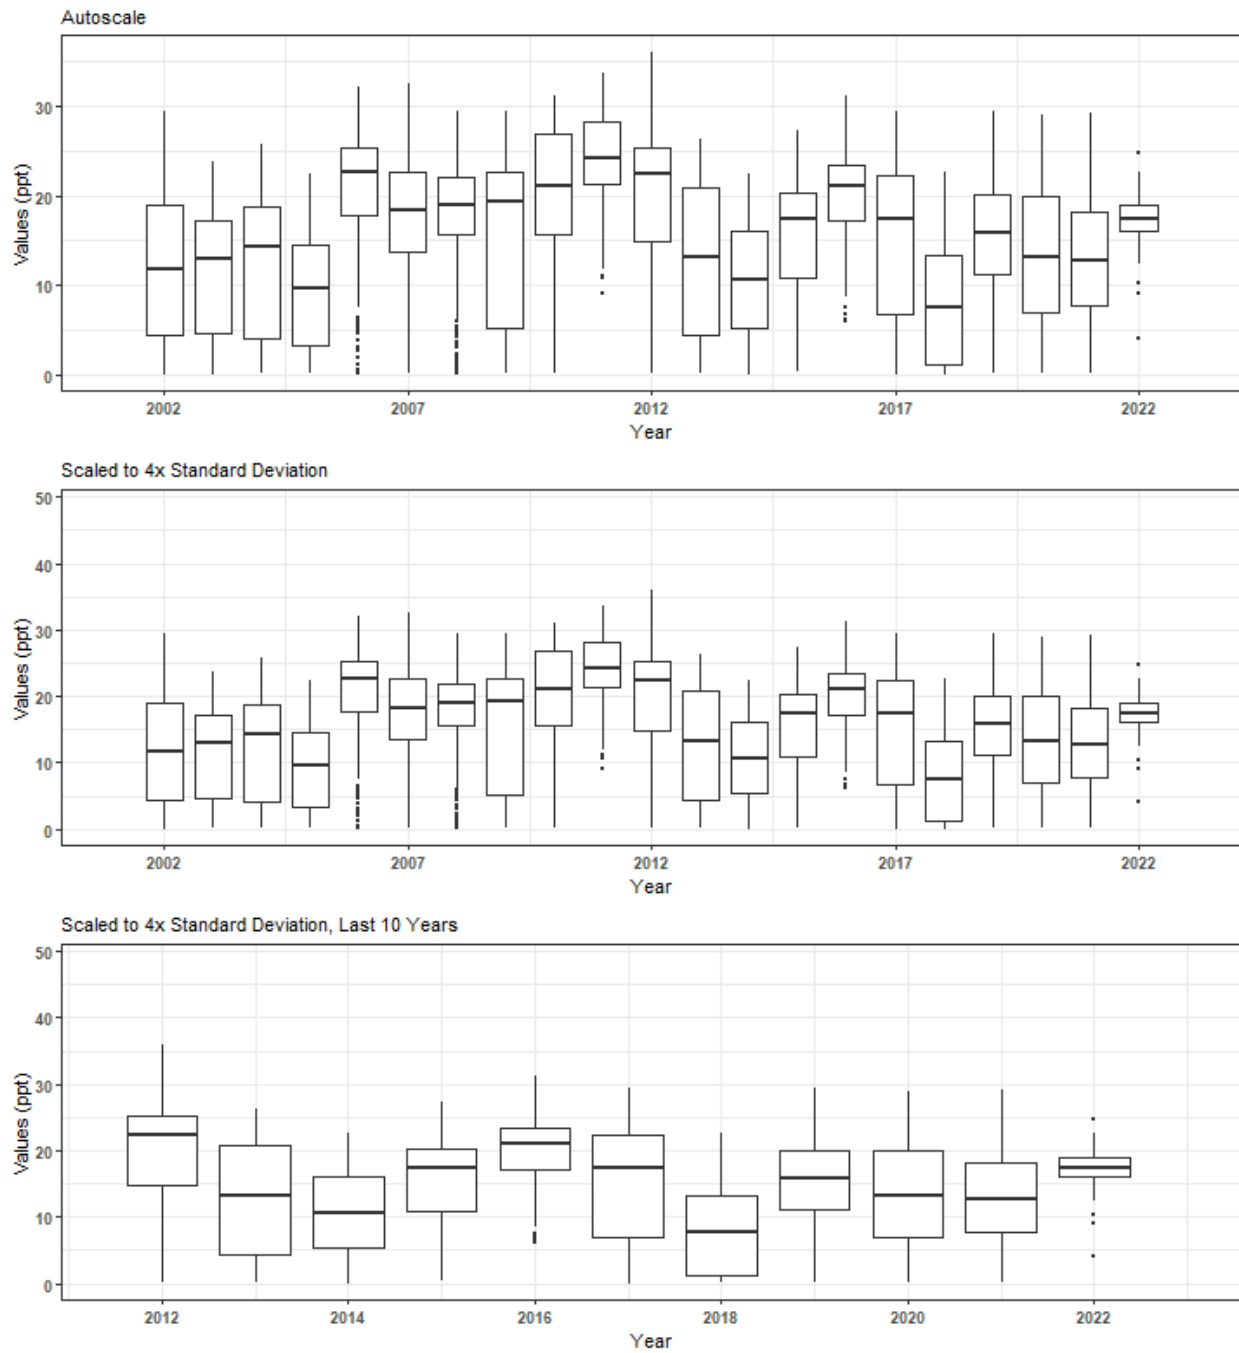 Autoscale
Values (ppt)
30
20
10
0
2002 2007 2012 2017 2022
Year
Scaled to 4x Standard Deviation
Values (ppt)
50
40
30
20
10
0
2002 2007 2012 2017 2022
Year
Scaled to 4x Standard Deviation, Last 10 Years
Values (ppt)
50
40
30
20
10
0
2012 2014 2016 2018 2020 2022
Year